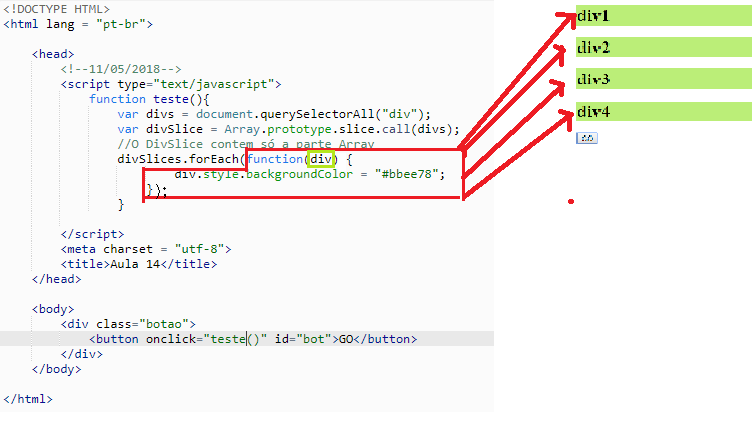 <!DOCTYPE HTML>
<html lang = "pt-br">
<head>
<!--11/05/2018-->
<script type="text/javascript">
function teste(){
var divs = document.querySelectorAll("div");
var divSlice = Array.prototype.slice.call(divs);
//O DivSlice contem só a parte Array
divSlices.forEach(function(div) {
div.style.backgroundColor = "#bbee78";
});
}
</script>
<meta charset = "utf-8">
<title>Aula 14</title>
</head>
<body>
<div class="botao">
<button onclick="teste()" id="bot">GO</button>
</div>
</body>
</html>
div1
div2
div3
div4